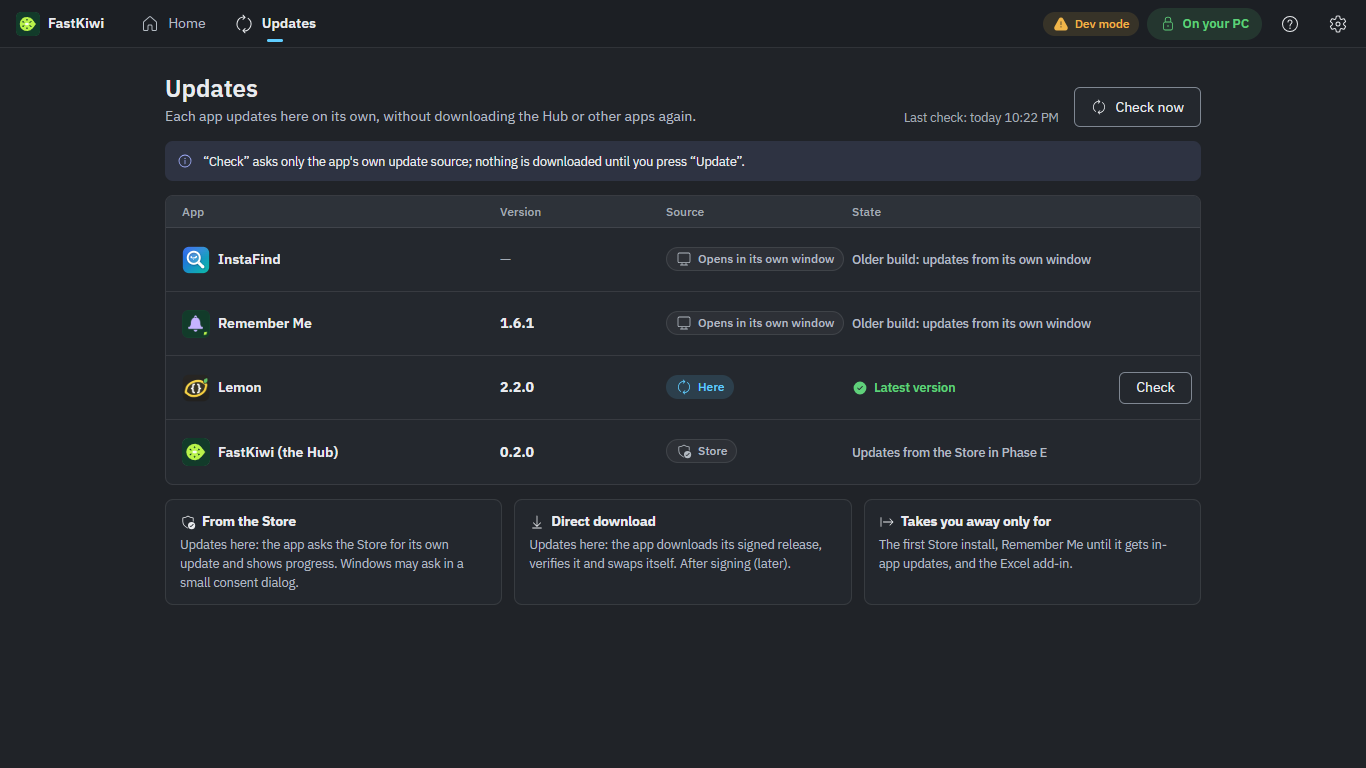 FastKiwi
Home
Updates
Dev mode
On your PC
Updates
Each app updates here on its own, without downloading the Hub or other apps again.
Last check: today 10:22 PM
Check now
“Check” asks only the app's own update source; nothing is downloaded until you press “Update”.
App Version Source State
InstaFind — Opens in its own window Older build: updates from its own window
Remember Me 1.6.1 Opens in its own window Older build: updates from its own window
Lemon 2.2.0 Here Latest version Check
FastKiwi (the Hub) 0.2.0 Store Updates from the Store in Phase E
From the Store
Updates here: the app asks the Store for its own
update and shows progress. Windows may ask in a
small consent dialog.
Direct download
Updates here: the app downloads its signed release,
verifies it and swaps itself. After signing (later).
Takes you away only for
The first Store install, Remember Me until it gets in-
app updates, and the Excel add-in.